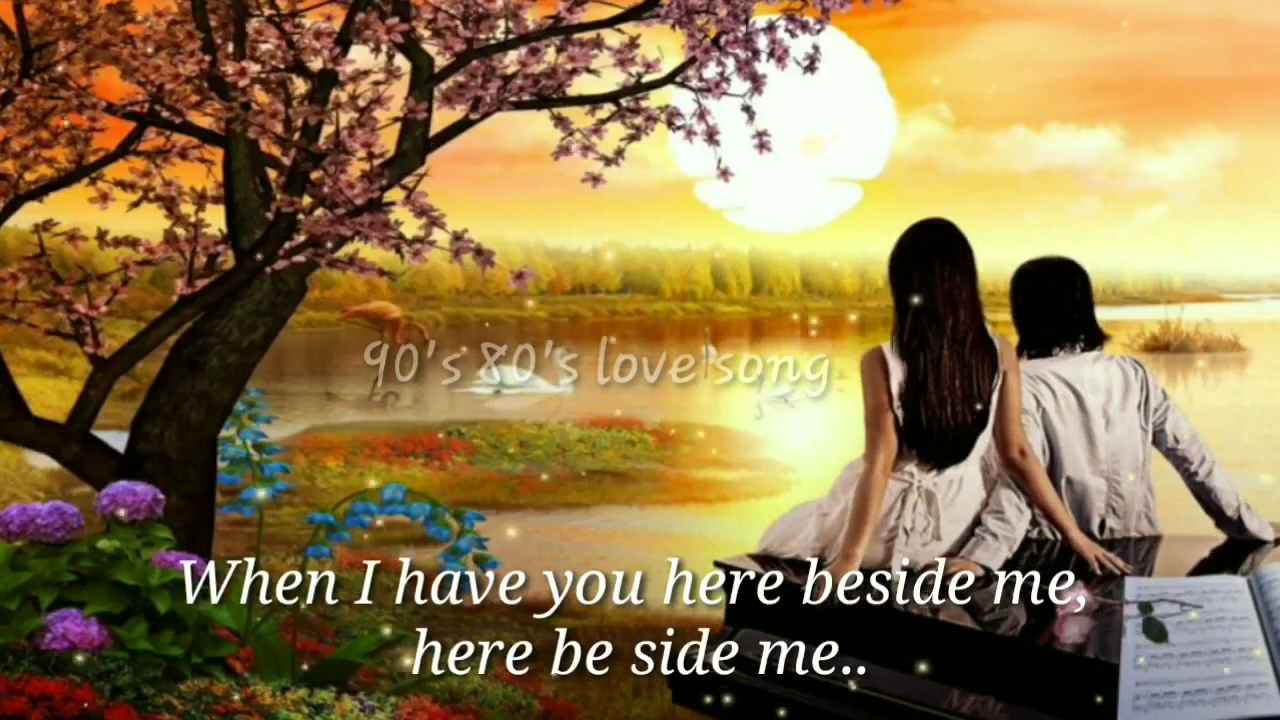 90's 80's love song
When I have you here beside me,
here be side me..